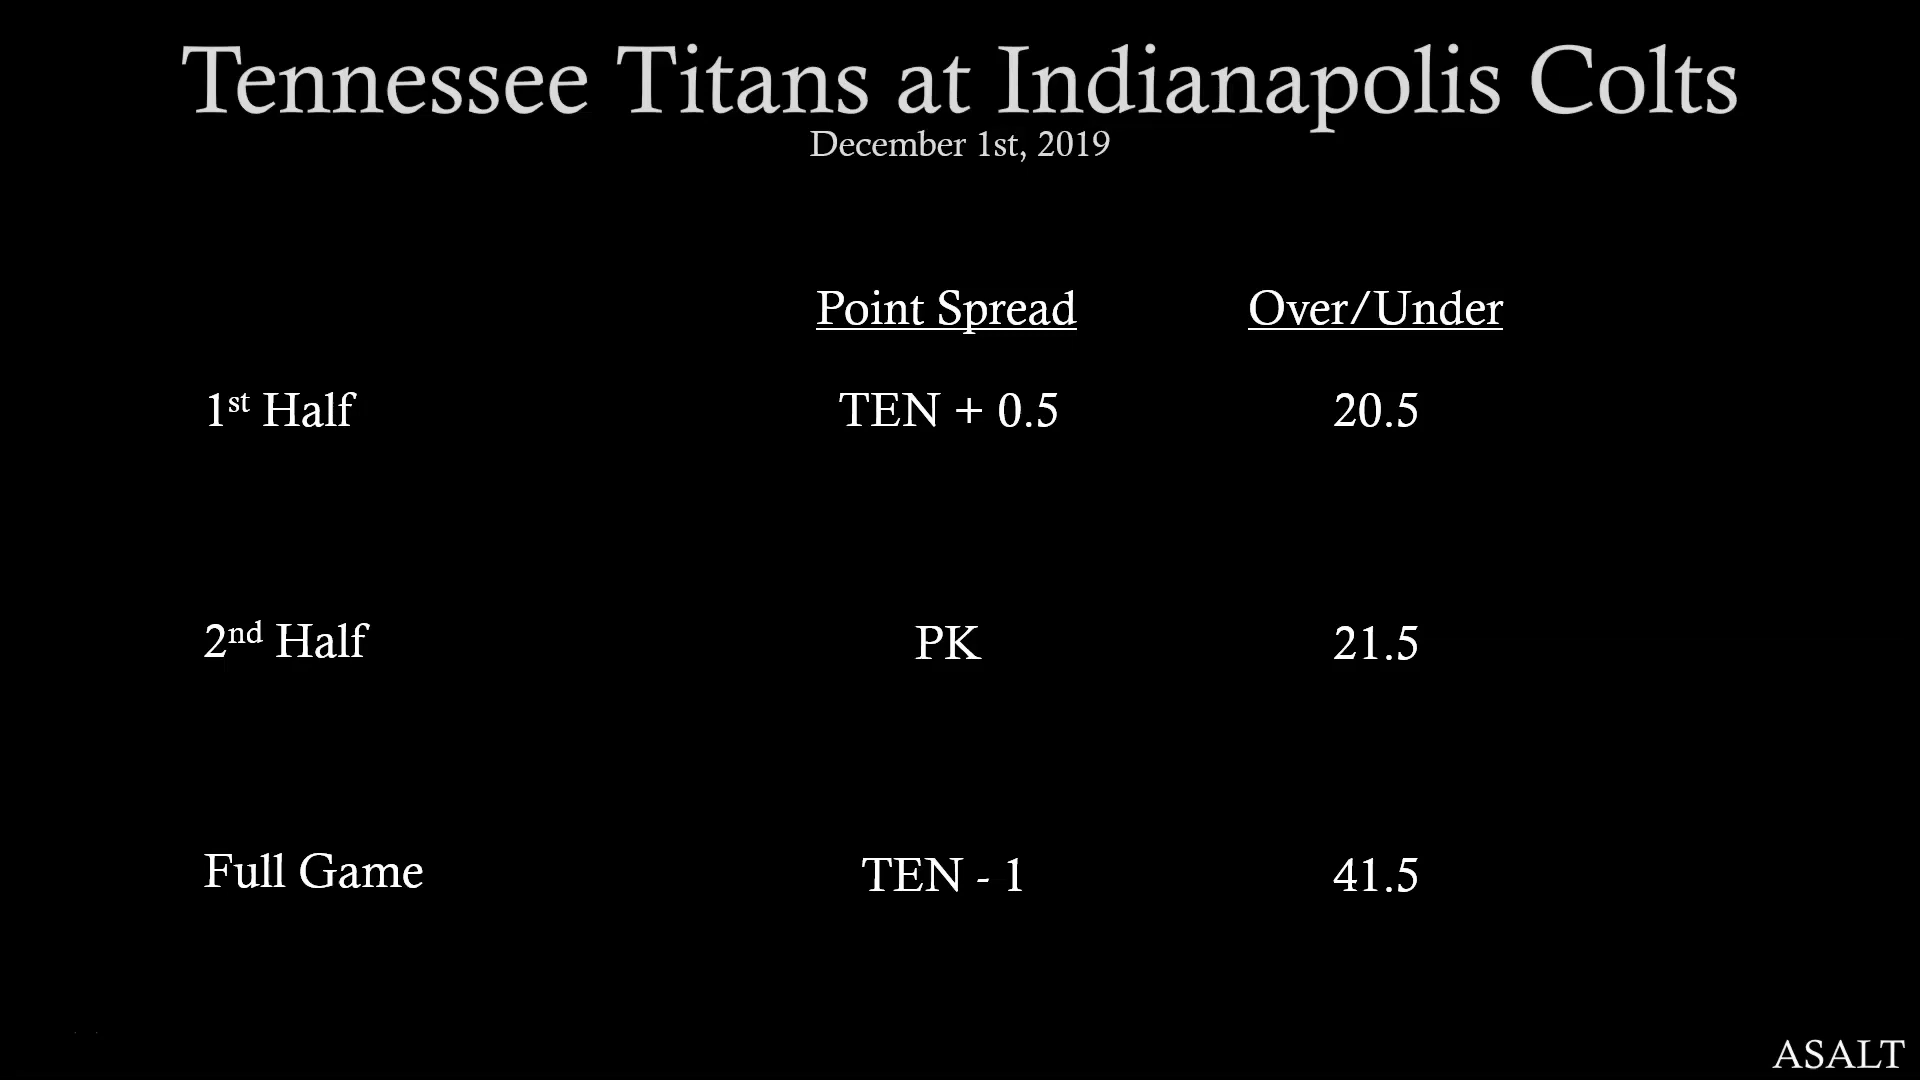 Tennessee Titans at Indianapolis Colts
December 1st, 2019
Point Spread Over/Under
1st Half TEN + 0.5 20.5
2nd Half PK 21.5
Full Game TEN - 1 41.5
ASALT